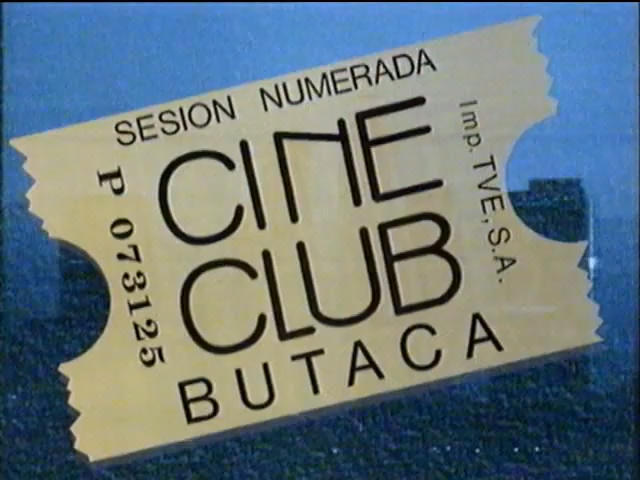 SESION NUMERADA
CINE
CLUB
BUTACA
P 073125
Imp. TVE, S.A.